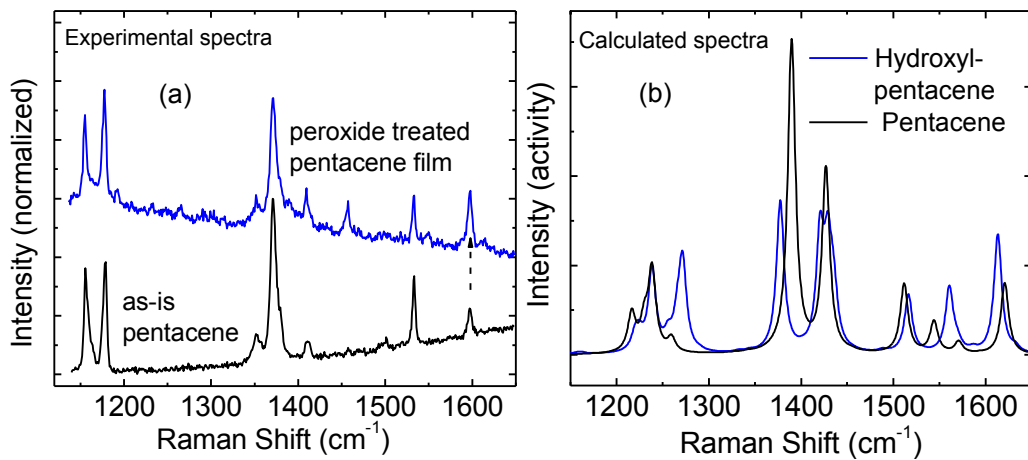 Experimental spectra
(a)
peroxide treated
pentacene film
as-is
pentacene
Intensity (normalized)
1200 1300 1400 1500 1600
Raman Shift (cm⁻¹)
Calculated spectra
(b)
Hydroxyl-
pentacene
Pentacene
Intensity (activity)
1200 1300 1400 1500 1600
Raman Shift (cm⁻¹)